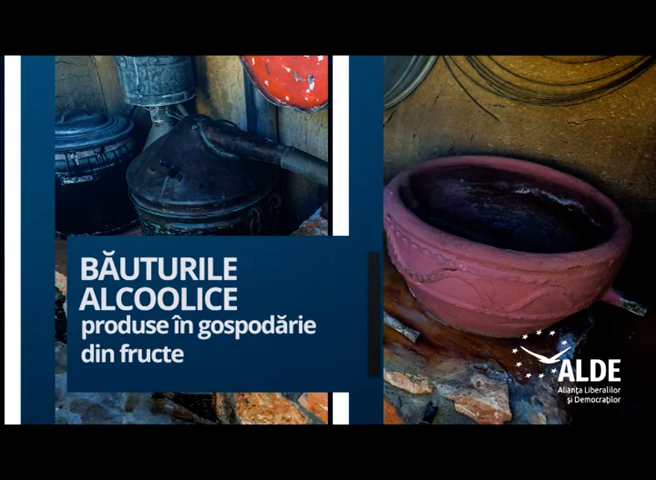 BĂUTURILE
ALCOOLICE
produse în gospodărie
din fructe
ALDE
Alianța Liberalilor
și Democraților